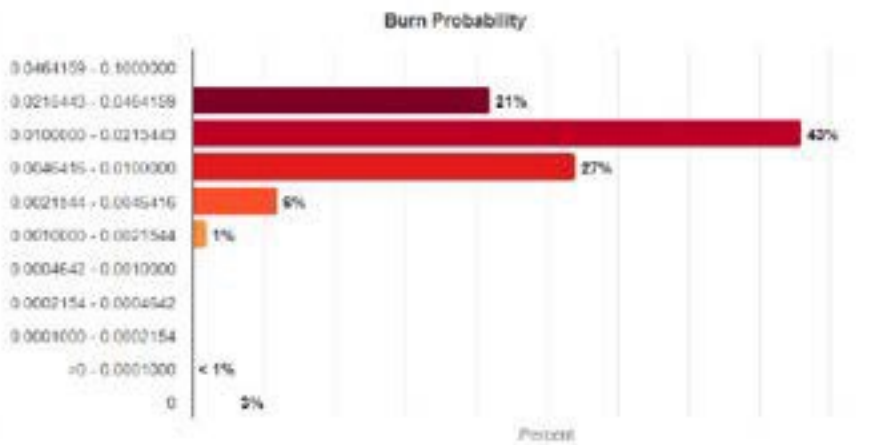 Burn Probability
0.0464159 - 0.1000000
0.0215443 - 0.0464159 21%
0.0100000 - 0.0215443 43%
0.0046416 - 0.0100000 27%
0.0021544 - 0.0046416 6%
0.0010000 - 0.0021544 1%
0.0004642 - 0.0010000
0.0002154 - 0.0004642
0.0001000 - 0.0002154
>0 - 0.0001000 < 1%
0 3%
Percent